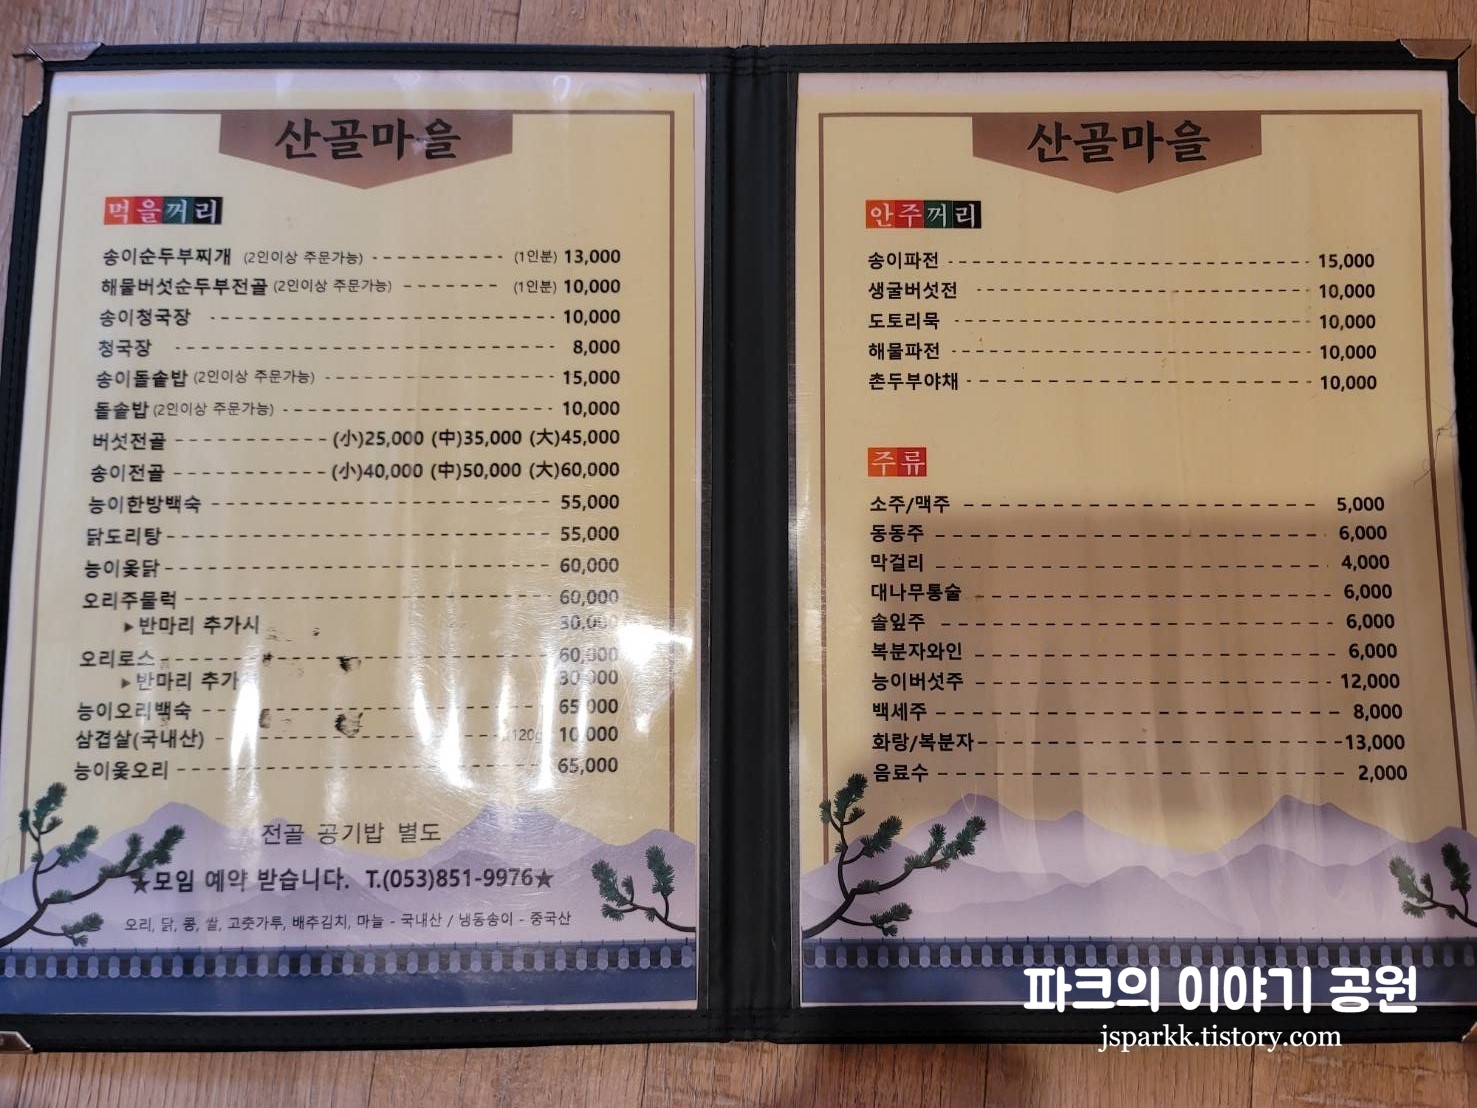 산골마을
먹을꺼리
송이순두부찌개 (2인이상 주문가능) (1인분) 13,000
해물버섯순두부전골 (2인이상 주문가능) (1인분) 10,000
송이청국장 10,000
청국장 8,000
송이돌솥밥 (2인이상 주문가능) 15,000
돌솥밥 (2인이상 주문가능) 10,000
버섯전골 (小)25,000 (中)35,000 (大)45,000
송이전골 (小)40,000 (中)50,000 (大)60,000
능이한방백숙 55,000
닭도리탕 55,000
능이옻닭 60,000
오리주물럭 60,000
▸반마리 추가시 30,000
오리로스 60,000
▸반마리 추가시 30,000
능이오리백숙 65,000
삼겹살(국내산) 120g 10,000
능이옻오리 65,000
전골 공기밥 별도
★모임 예약 받습니다. T.(053)851-9976★
오리, 닭, 콩, 쌀, 고춧가루, 배추김치, 마늘 - 국내산 / 냉동송이 - 중국산
산골마을
안주꺼리
송이파전 15,000
생굴버섯전 10,000
도토리묵 10,000
해물파전 10,000
촌두부야채 10,000
주류
소주/맥주 5,000
동동주 6,000
막걸리 4,000
대나무통술 6,000
솔잎주 6,000
복분자와인 6,000
능이버섯주 12,000
백세주 8,000
화랑/복분자 13,000
음료수 2,000
파크의 이야기 공원
jsparkk.tistory.com